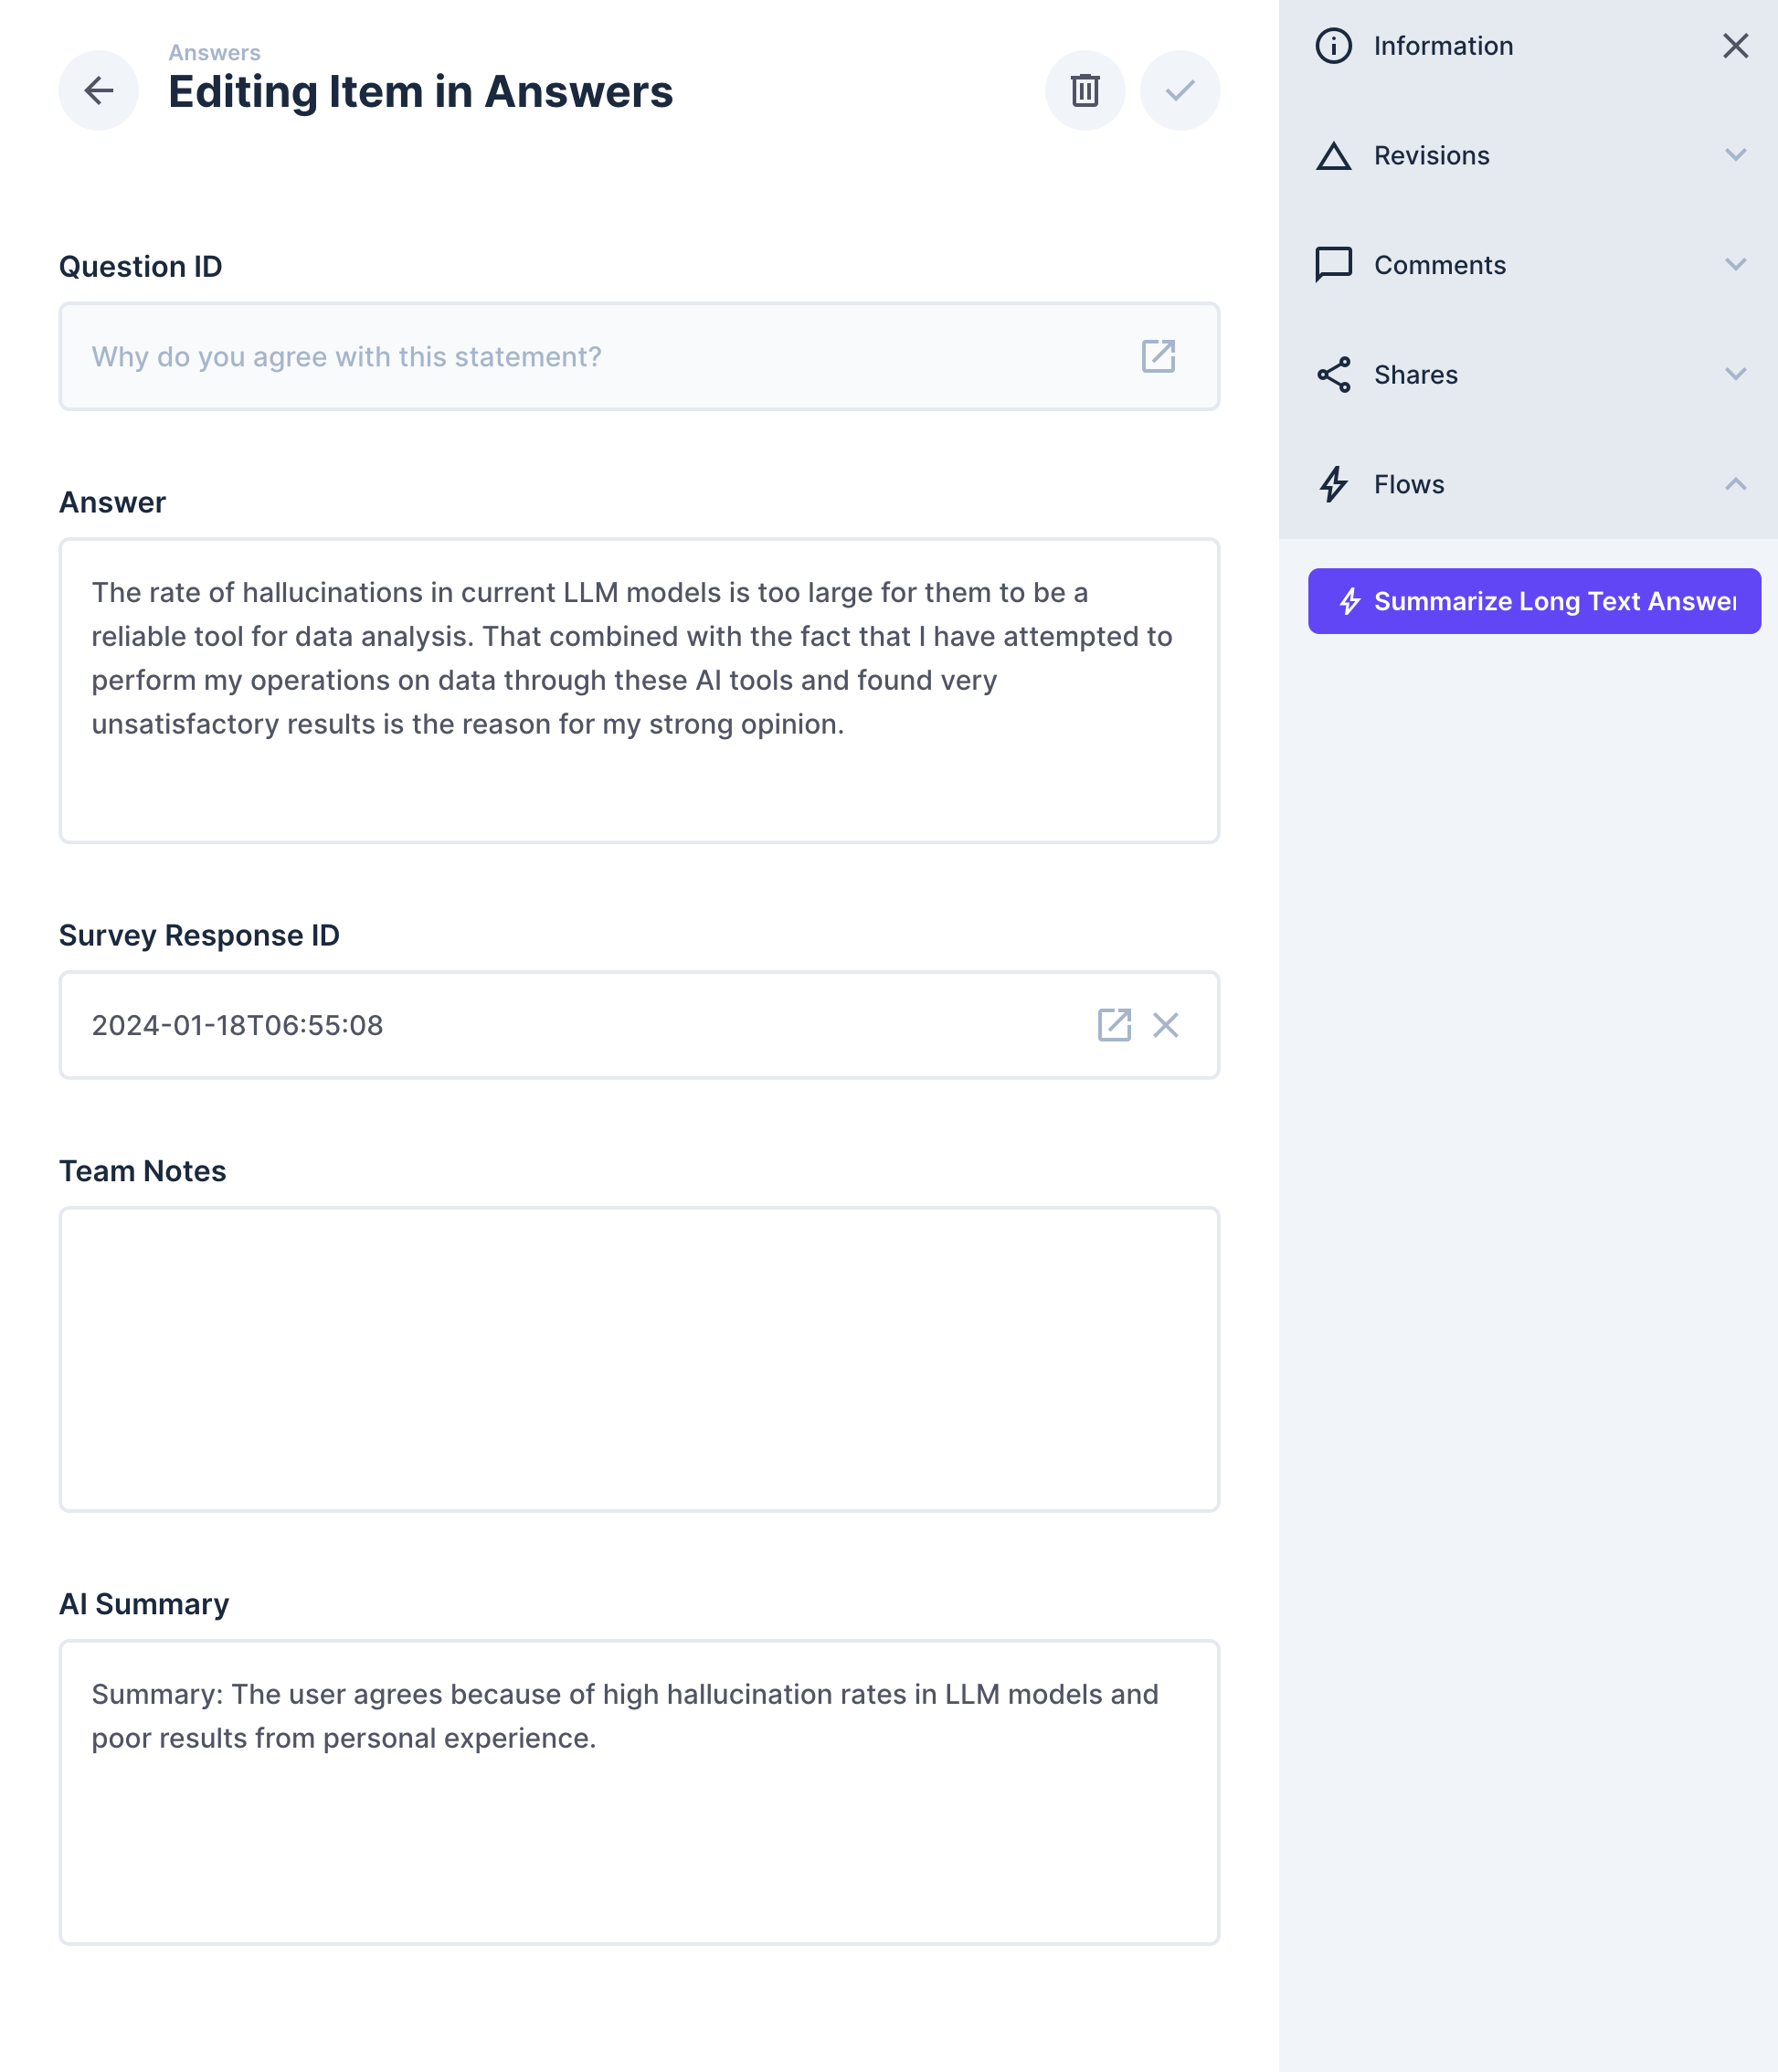 Answers
Editing Item in Answers
Question ID
Why do you agree with this statement?
Answer
The rate of hallucinations in current LLM models is too large for them to be a
reliable tool for data analysis. That combined with the fact that I have attempted to
perform my operations on data through these AI tools and found very
unsatisfactory results is the reason for my strong opinion.
Survey Response ID
2024-01-18T06:55:08
Team Notes
AI Summary
Summary: The user agrees because of high hallucination rates in LLM models and
poor results from personal experience.
Information
Revisions
Comments
Shares
Flows
Summarize Long Text Answer